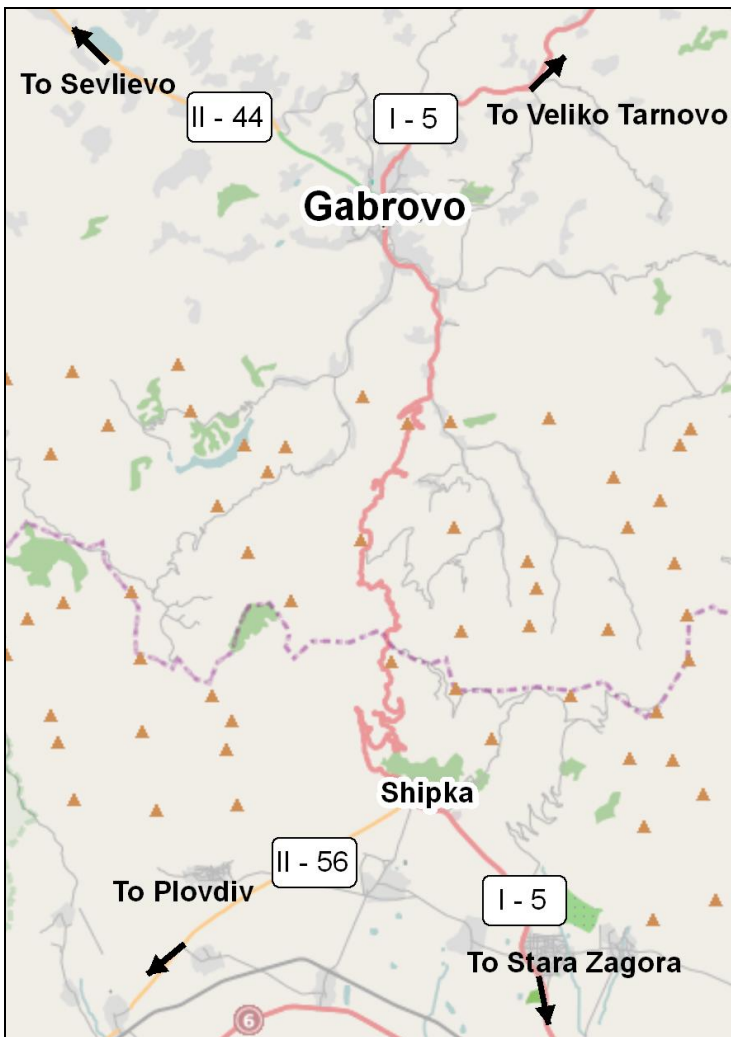 To Sevlievo
II - 44
I - 5
To Veliko Tarnovo
Gabrovo
Shipka
II - 56
To Plovdiv
I - 5
To Stara Zagora
6